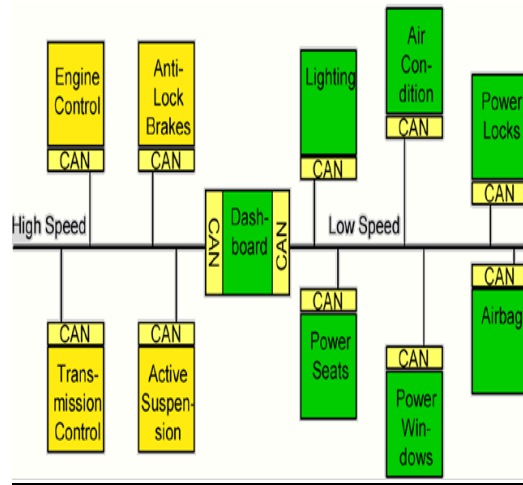 Engine
Control
CAN
Anti-
Lock
Brakes
CAN
Lighting
CAN
Air
Con-
dition
CAN
Power
Locks
CAN
High Speed
CAN
Dash-
board
CAN
Low Speed
CAN
Trans-
mission
Control
CAN
Active
Suspen-
sion
CAN
Power
Seats
CAN
Power
Win-
dows
CAN
Airbag